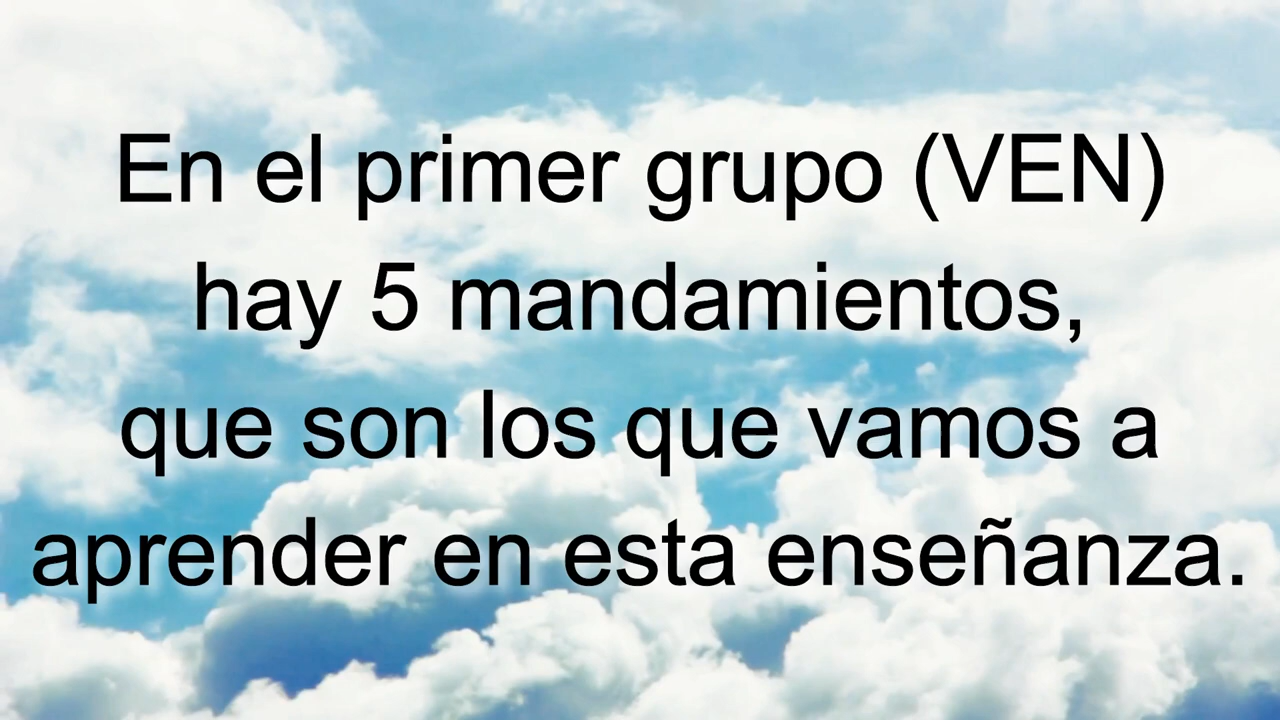 En el primer grupo (VEN)
hay 5 mandamientos,
que son los que vamos a
aprender en esta enseñanza.